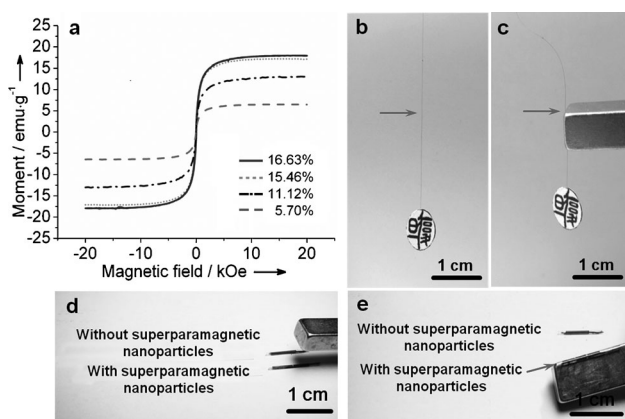 a
Moment / emu·g⁻¹
25
20
15
10
5
0
-5
-10
-15
-20
-25
16.63%
15.46%
11.12%
5.70%
-20
-10
0
10
20
Magnetic field / kOe
b
1 cm
c
1 cm
d
Without superparamagnetic
nanoparticles
With superparamagnetic
nanoparticles
1 cm
e
Without superparamagnetic
nanoparticles
With superparamagnetic
nanoparticles
1 cm